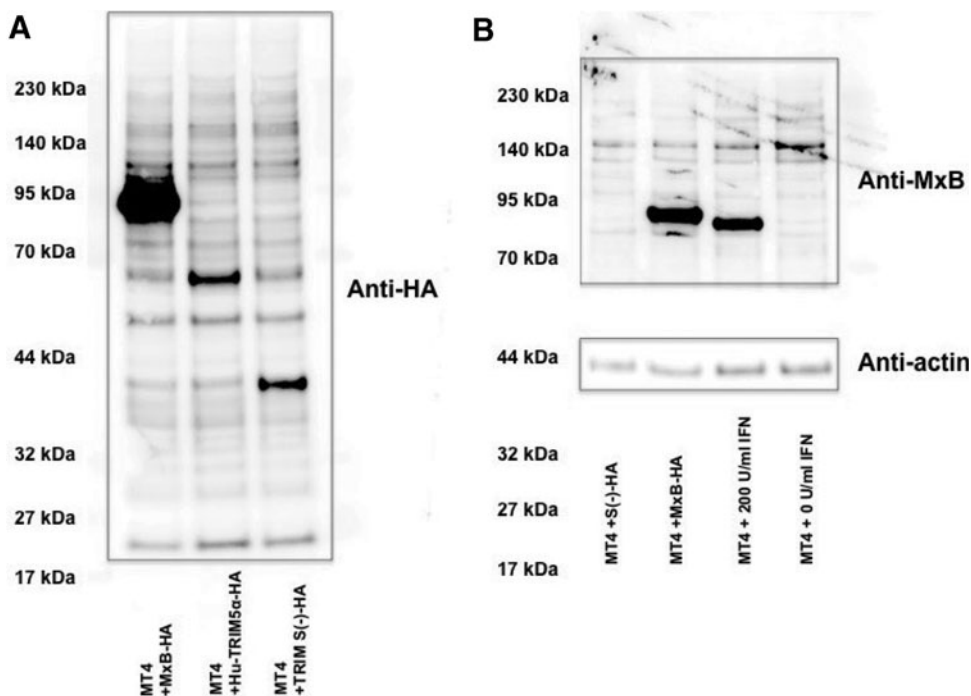 A
230 kDa
140 kDa
95 kDa
70 kDa
44 kDa
32 kDa
27 kDa
17 kDa
Anti-HA
MT4
+MxB-HA
MT4
+Hu-TRIM5α-HA
MT4
+TRIM S(-)-HA
B
230 kDa
140 kDa
95 kDa
70 kDa
44 kDa
32 kDa
27 kDa
17 kDa
Anti-MxB
Anti-actin
MT4 +S(-)-HA
MT4 +MxB-HA
MT4 + 200 U/ml IFN
MT4 + 0 U/ml IFN